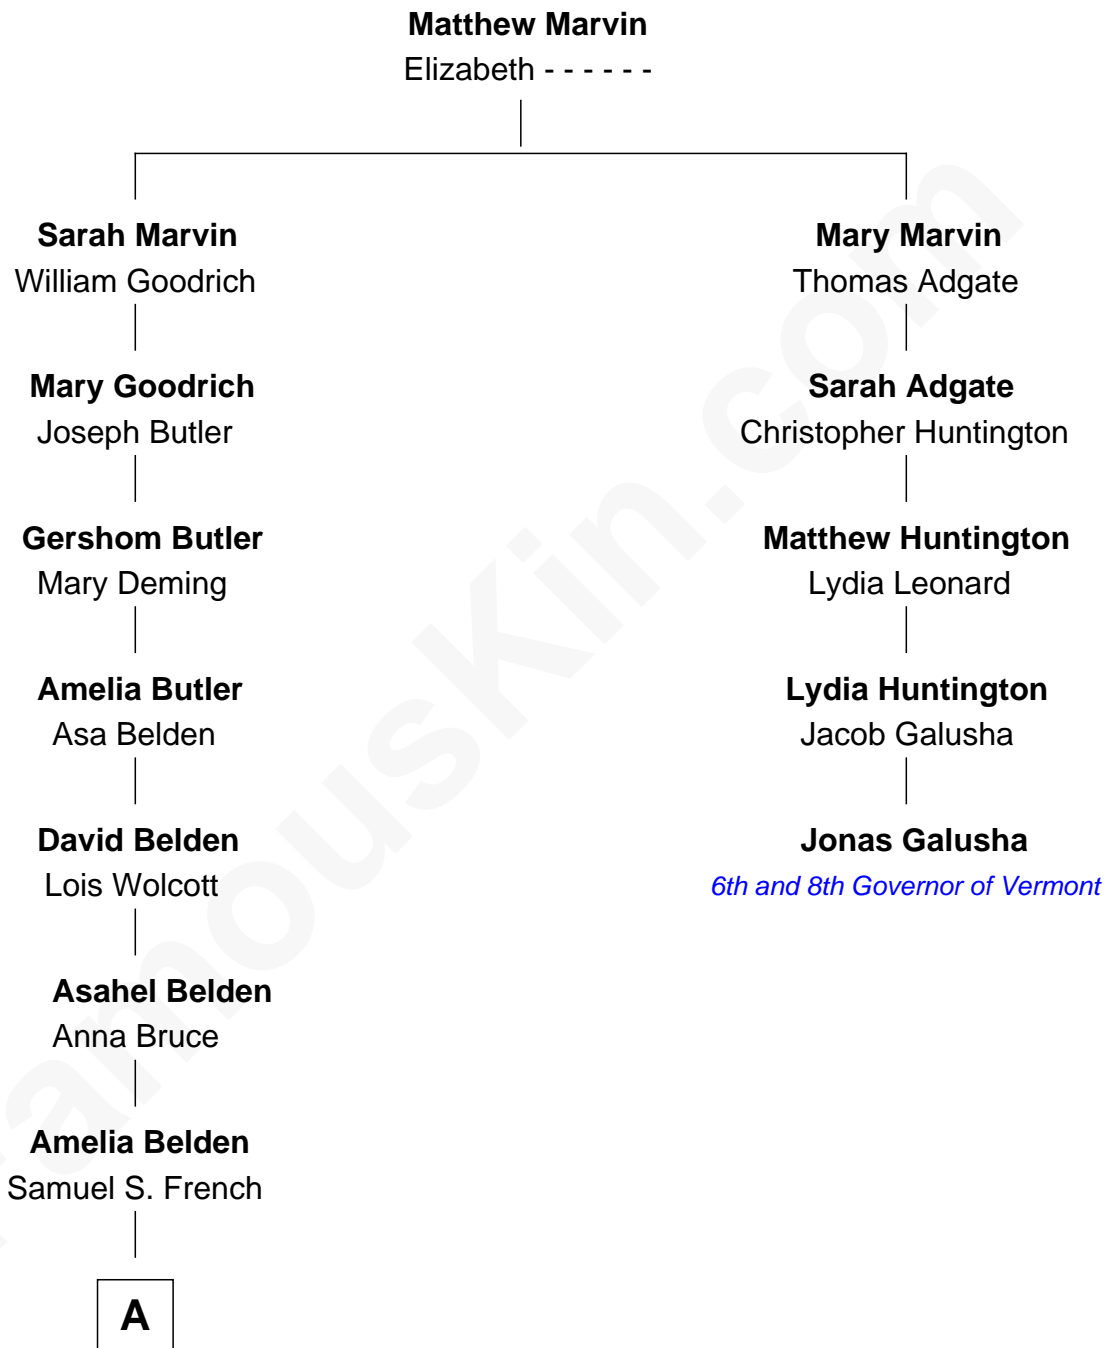 Matthew Marvin
Elizabeth - - - - - -
Sarah Marvin
William Goodrich
Mary Goodrich
Joseph Butler
Gershom Butler
Mary Deming
Amelia Butler
Asa Belden
David Belden
Lois Wolcott
Asahel Belden
Anna Bruce
Amelia Belden
Samuel S. French
A
Mary Marvin
Thomas Adgate
Sarah Adgate
Christopher Huntington
Matthew Huntington
Lydia Leonard
Lydia Huntington
Jacob Galusha
Jonas Galusha
6th and 8th Governor of Vermont
FamousKin.com